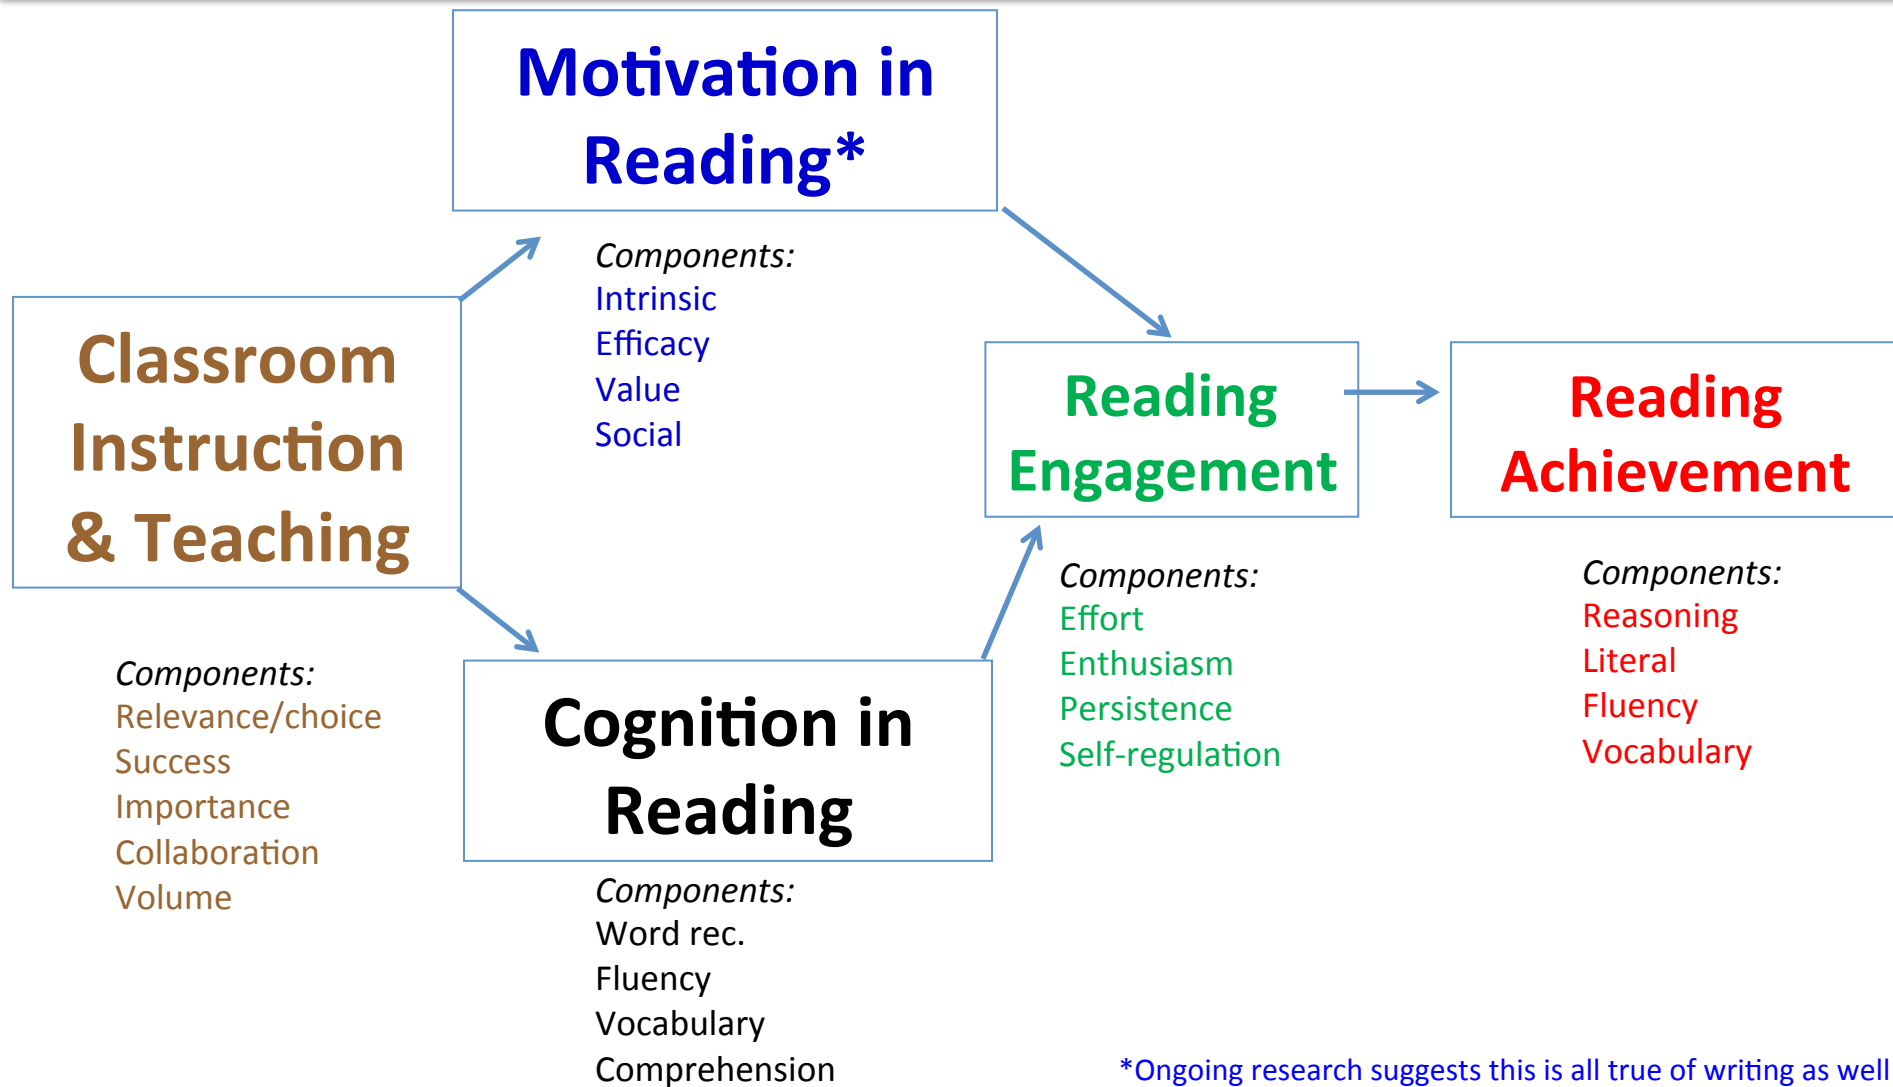 Motivation in
Reading*
Components:
Intrinsic
Efficacy
Value
Social
Classroom
Instruction
& Teaching
Components:
Relevance/choice
Success
Importance
Collaboration
Volume
Cognition in
Reading
Components:
Word rec.
Fluency
Vocabulary
Comprehension
Reading
Engagement
Components:
Effort
Enthusiasm
Persistence
Self-regulation
Reading
Achievement
Components:
Reasoning
Literal
Fluency
Vocabulary
*Ongoing research suggests this is all true of writing as well